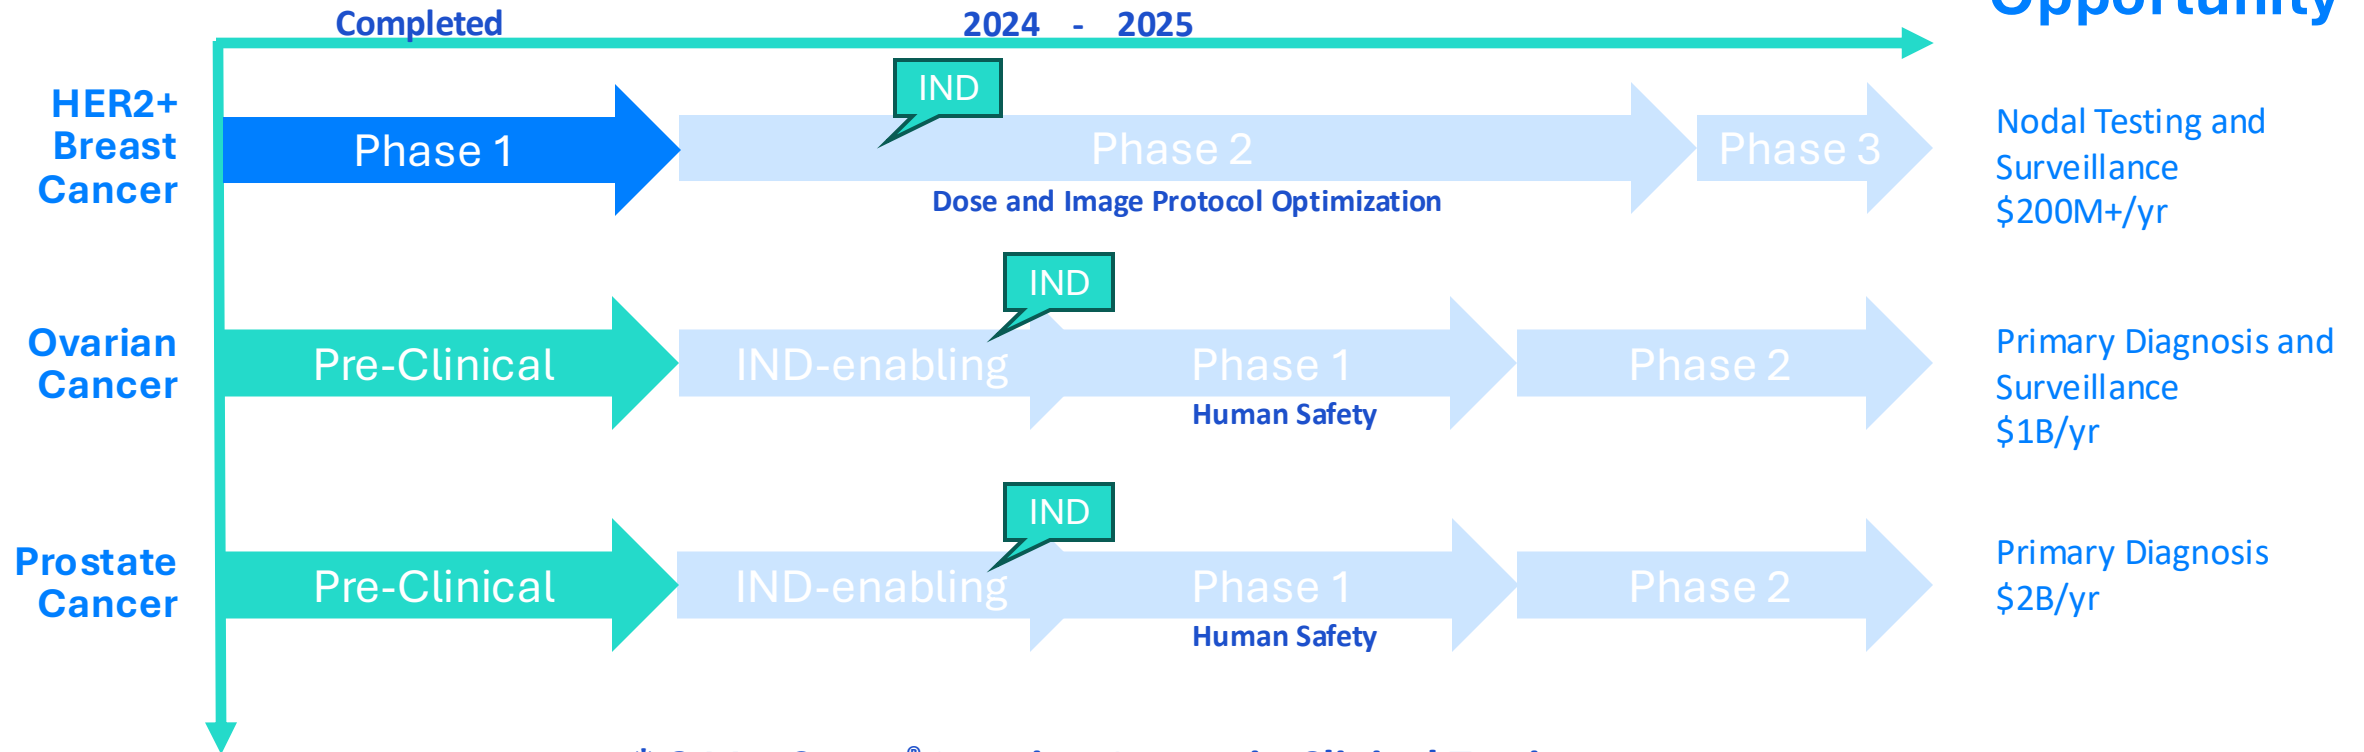 Opportunity
Completed
2024 - 2025
HER2+
Breast
Cancer
Phase 1
IND
Phase 2
Phase 3
Dose and Image Protocol Optimization
Nodal Testing and
Surveillance
$200M+/yr
Ovarian
Cancer
Pre-Clinical
IND-enabling
IND
Phase 1
Human Safety
Phase 2
Primary Diagnosis and
Surveillance
$1B/yr
Prostate
Cancer
Pre-Clinical
IND-enabling
IND
Phase 1
Human Safety
Phase 2
Primary Diagnosis
$2B/yr